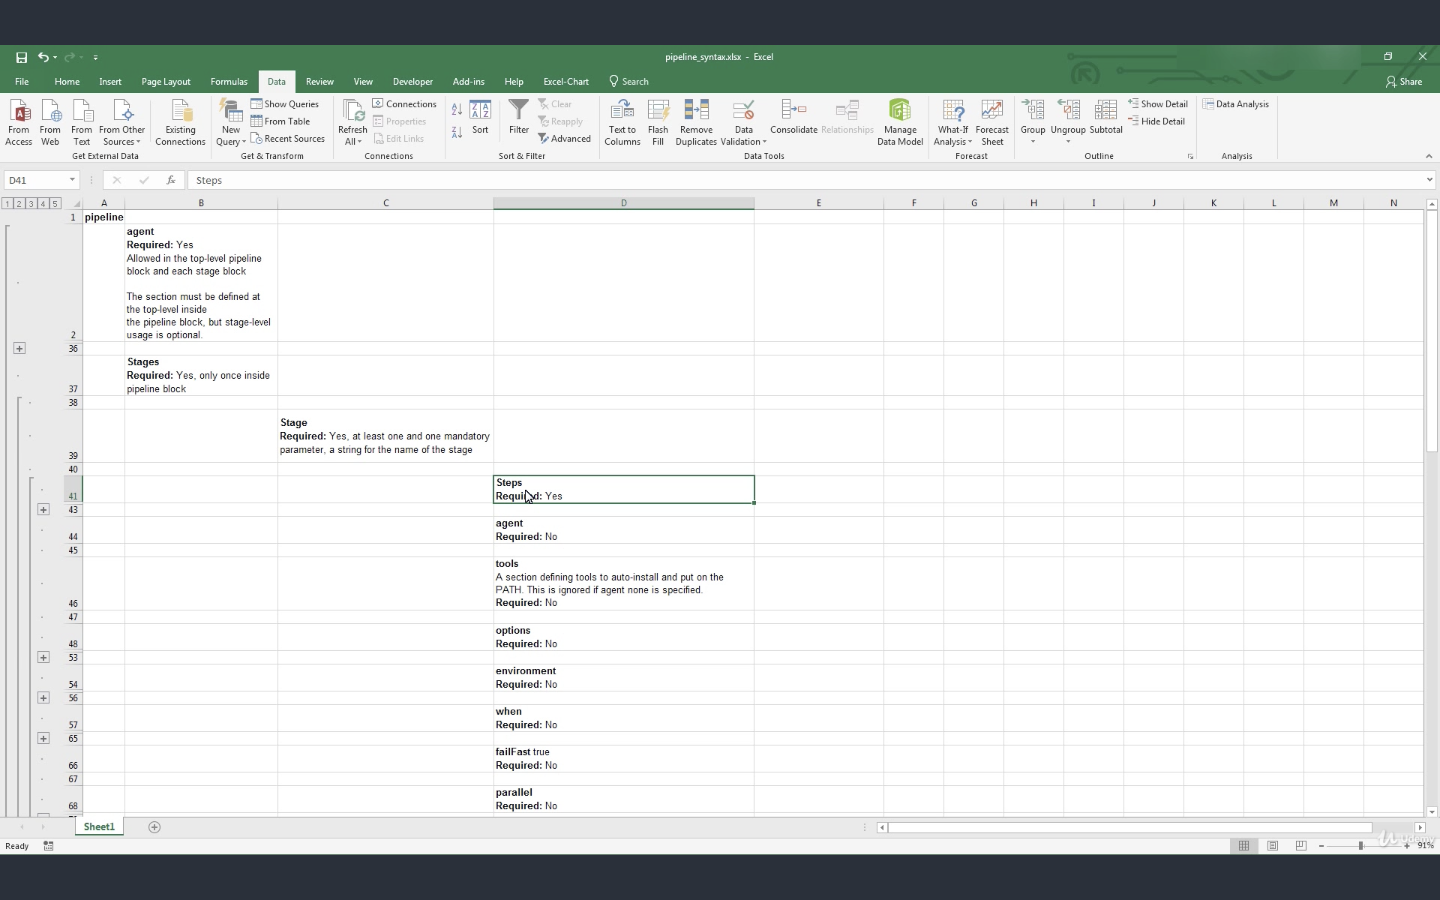 pipeline_syntax.xlsx - Excel
File Home Insert Page Layout Formulas Data Review View Developer Add-ins Help Excel-Chart Search Share
From Access
From Web
From Text
From Other Sources
Existing Connections
Get External Data
New Query
Show Queries
From Table
Recent Sources
Get & Transform
Refresh All
Connections
Properties
Edit Links
Connections
Sort
Filter
Clear
Reapply
Advanced
Sort & Filter
Text to Columns
Flash Fill
Remove Duplicates
Data Validation
Consolidate
Relationships
Manage Data Model
Data Tools
What-If Analysis
Forecast Sheet
Forecast
Group
Ungroup
Subtotal
Show Detail
Hide Detail
Outline
Data Analysis
Analysis
D41 fx Steps
1 2 3 4 5 A B C D E F G H I J K L M N
1 pipeline
agent
Required: Yes
Allowed in the top-level pipeline
block and each stage block
The section must be defined at
the top-level inside
the pipeline block, but stage-level
2 usage is optional.
36
Stages
Required: Yes, only once inside
37 pipeline block
38
Stage
Required: Yes, at least one and one mandatory
39 parameter, a string for the name of the stage
40
Steps
41 Required: Yes
43
agent
44 Required: No
45
tools
A section defining tools to auto-install and put on the
PATH. This is ignored if agent none is specified.
46 Required: No
47
options
48 Required: No
53
environment
54 Required: No
56
when
57 Required: No
65
failFast true
66 Required: No
67
parallel
68 Required: No
Sheet1
Ready
Udemy
91%